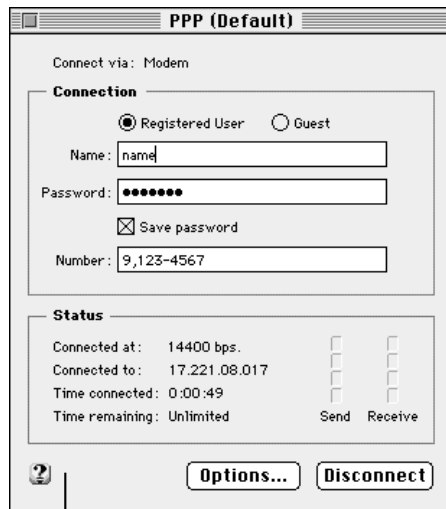 PPP (Default)
Connect via: Modem
Connection
Registered User Guest
Name: name
Password: •••••••
Save password
Number: 9,123-4567
Status
Connected at: 14400 bps.
Connected to: 17.221.08.017
Time connected: 0:00:49
Time remaining: Unlimited Send Receive
? Options... Disconnect